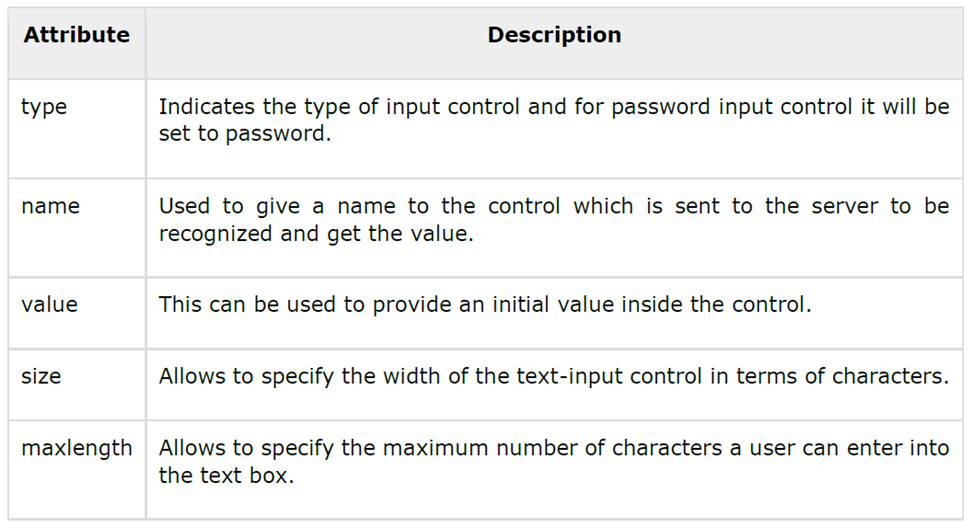 Attribute Description
type Indicates the type of input control and for password input control it will be
set to password.
name Used to give a name to the control which is sent to the server to be
recognized and get the value.
value This can be used to provide an initial value inside the control.
size Allows to specify the width of the text-input control in terms of characters.
maxlength Allows to specify the maximum number of characters a user can enter into
the text box.